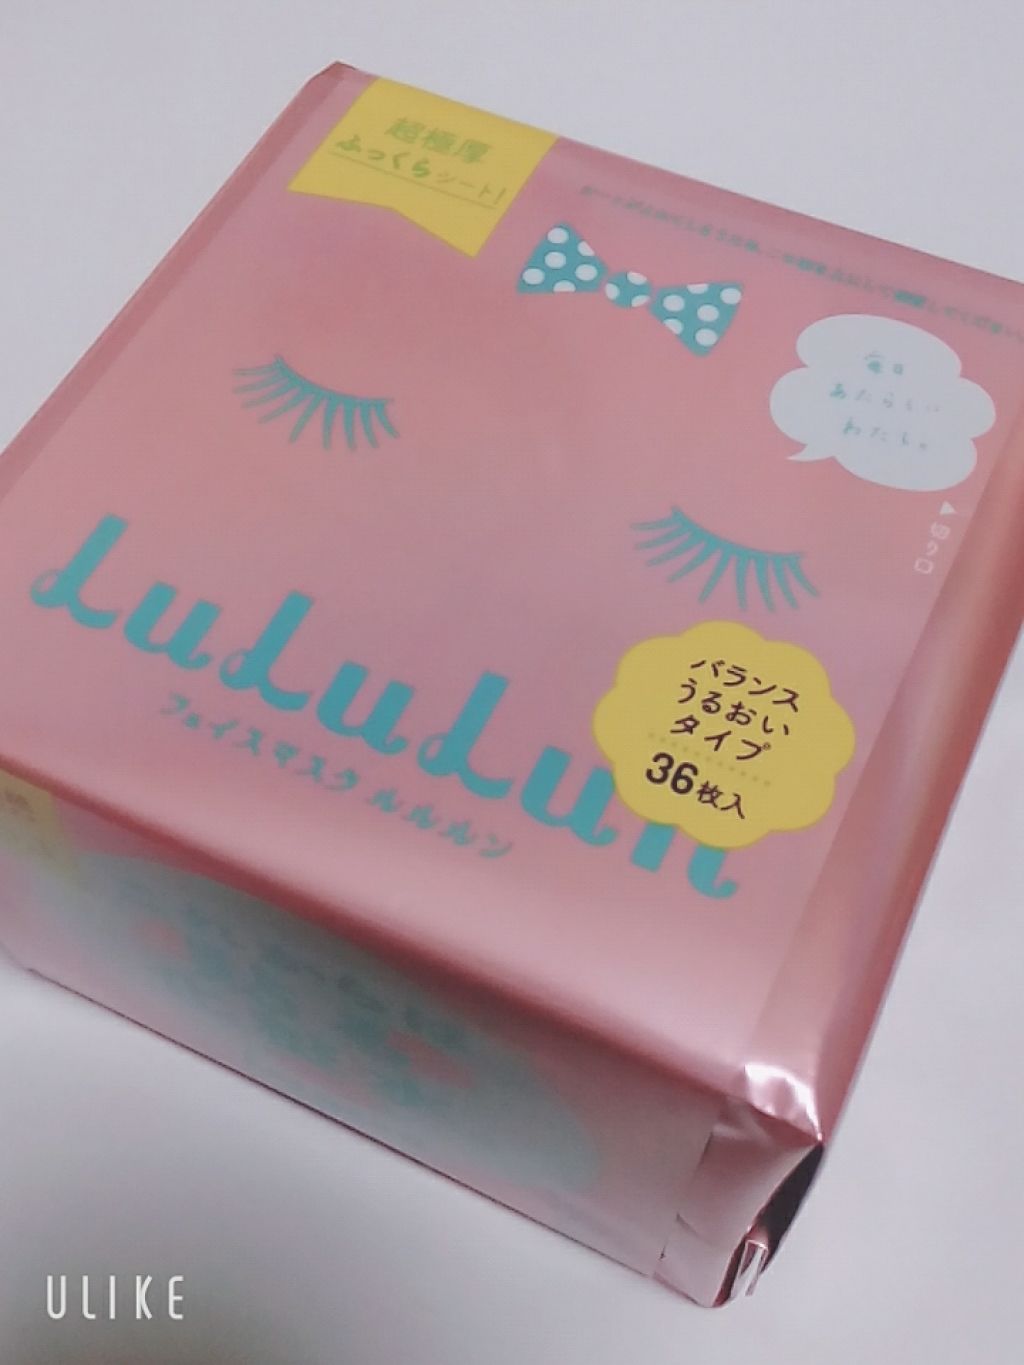 超極厚
ふっくらシート!
毎日
あたらしい
わたし。
切り口
LuLuLun
フェイスマスク ルルルン
バランス
うるおい
タイプ
36枚入
ULIKE